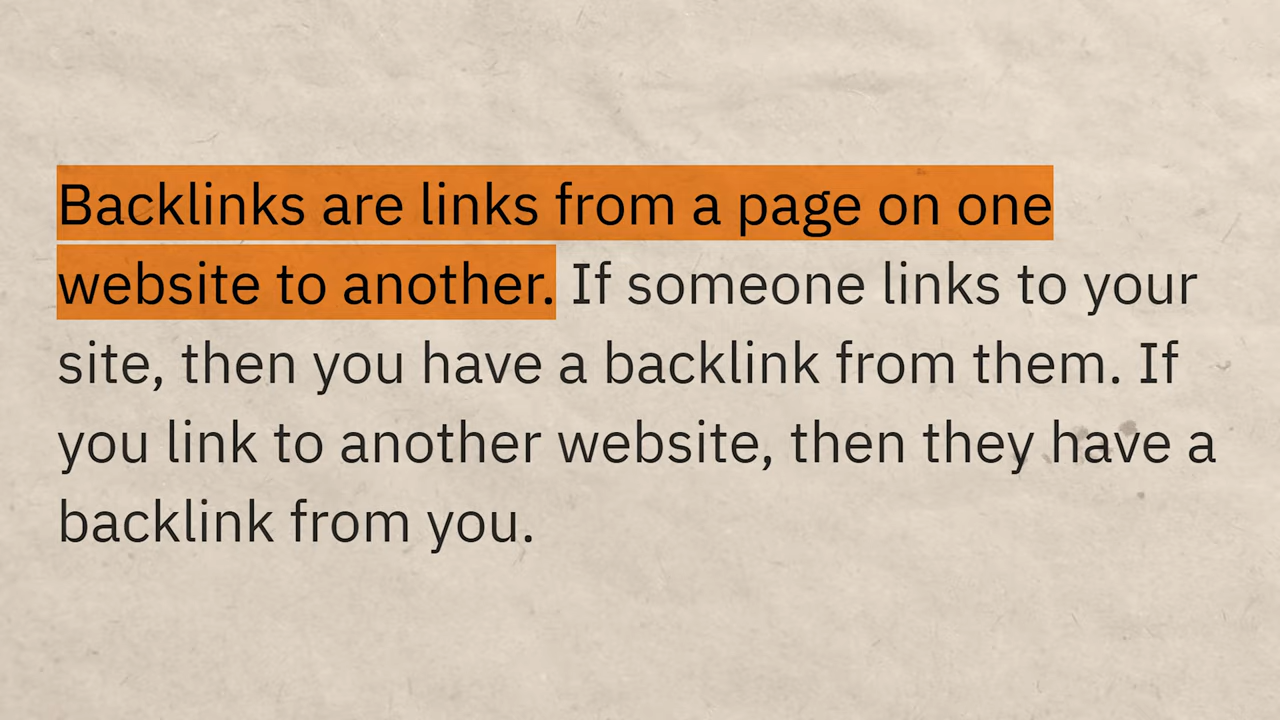 Backlinks are links from a page on one
website to another. If someone links to your
site, then you have a backlink from them. If
you link to another website, then they have a
backlink from you.